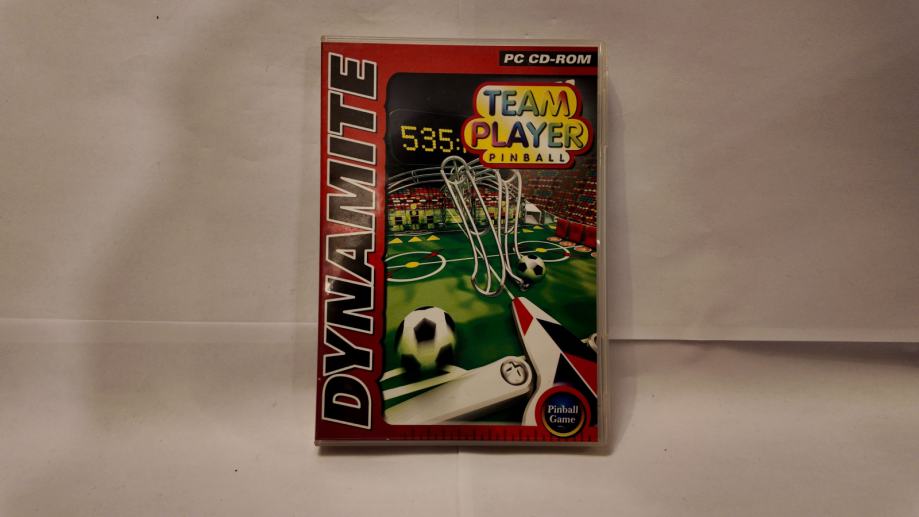 DYNAMITE
PC CD-ROM
TEAM
PLAYER
PINBALL
535:
Pinball
Game